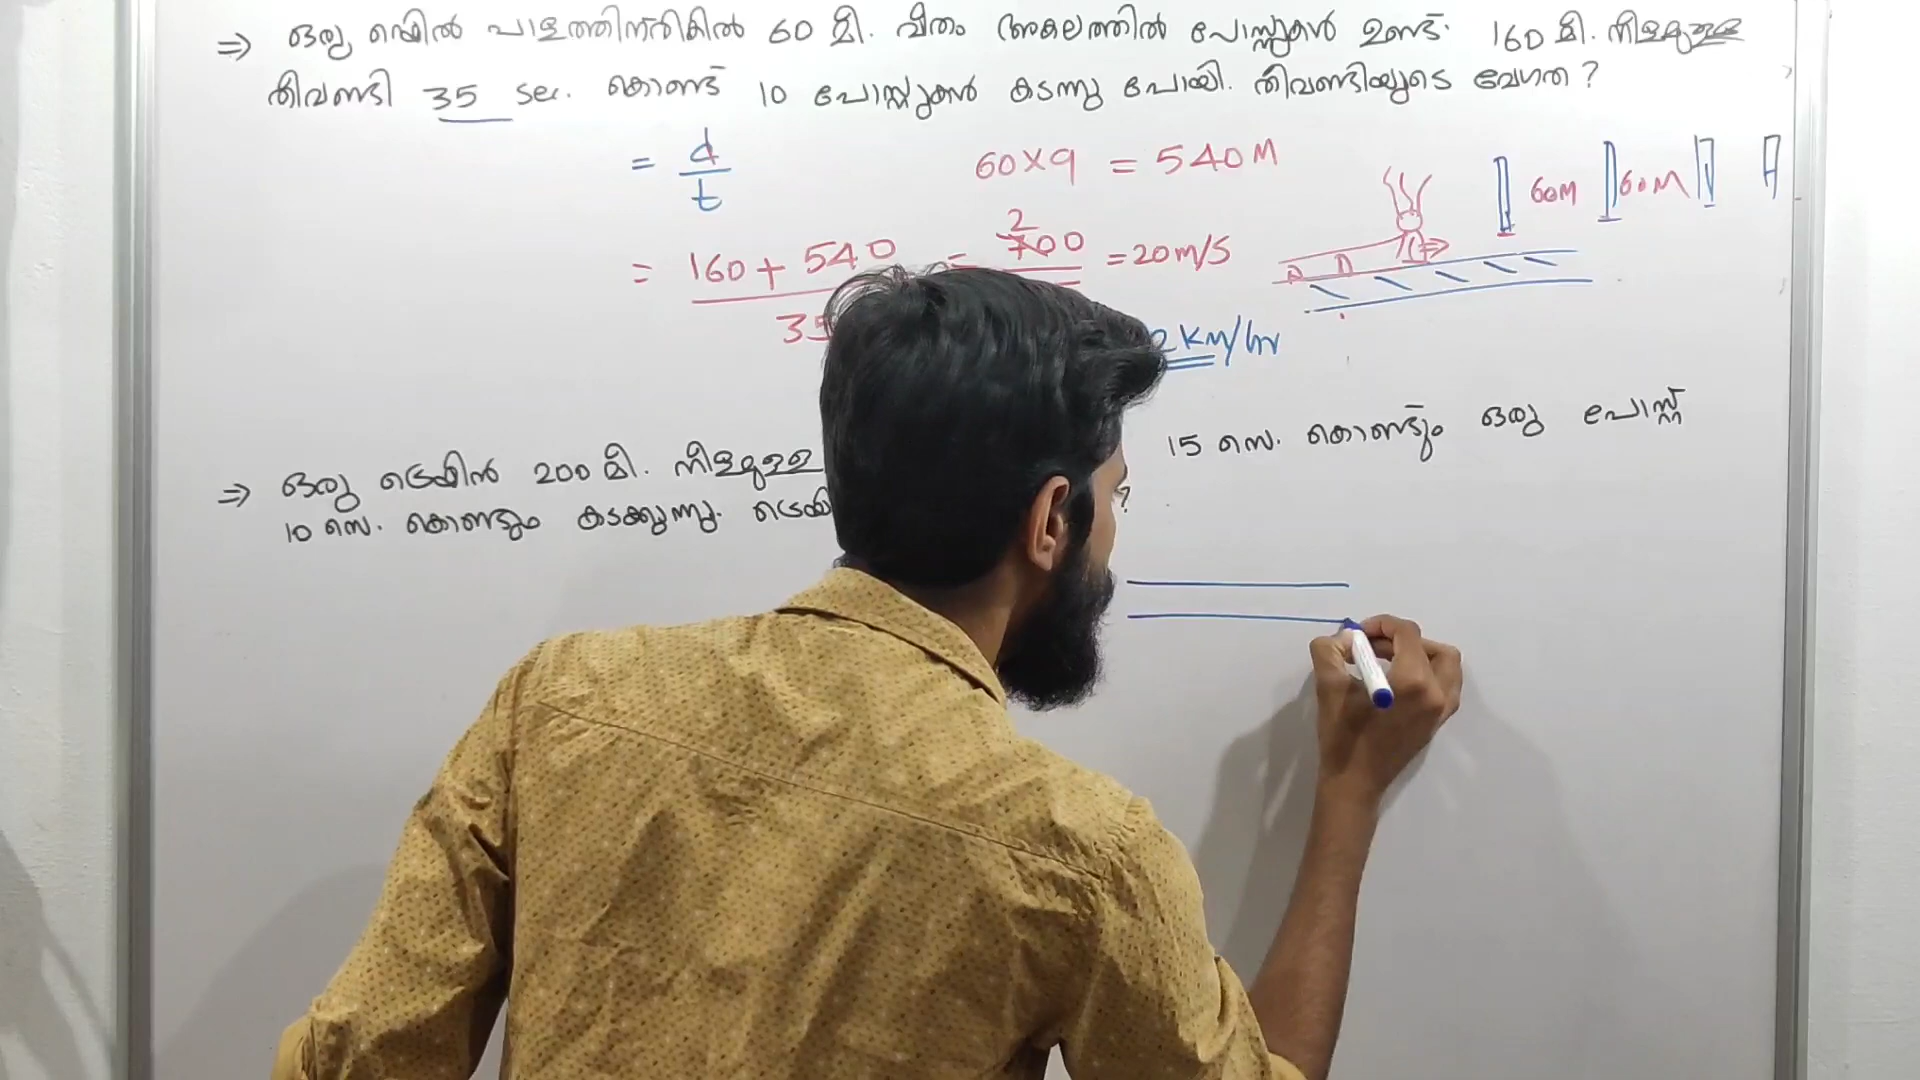 ⇒ ഒരു റെയിൽ പാളത്തിനരികിൽ 60 മീ. വീതം അകലത്തിൽ പോസ്റ്റുകൾ ഉണ്ട്. 160 മീ. നീളമുള്ള
തീവണ്ടി 35 sec. കൊണ്ട് 10 പോസ്റ്റുകൾ കടന്നു പോയി. തീവണ്ടിയുടെ വേഗത ?
= d/t
60×9 = 540M
60M 60M
= 160 + 540 = 700 = 20m/s
2
35
2 Km/hr
⇒ ഒരു ട്രെയിൻ 200 മീ. നീളമുള്ള 15 സെ. കൊണ്ടും ഒരു പോസ്റ്റ്
10 സെ. കൊണ്ടും കടക്കുന്നു. ?